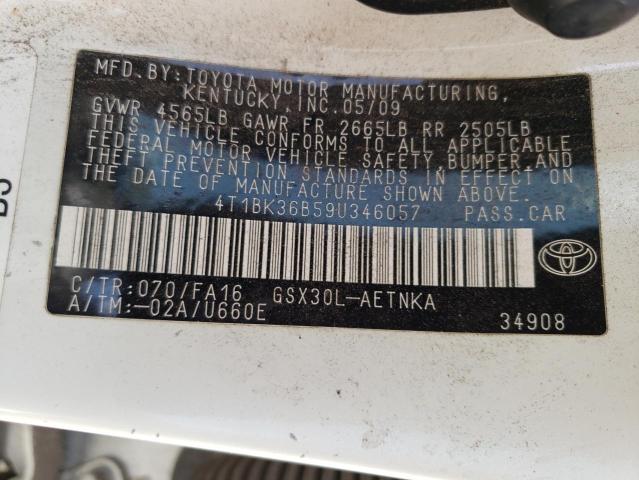 MFD.BY:TOYOTA MOTOR MANUFACTURING,
KENTUCKY,INC.05/09
GVWR 4565LB GAWR FR 2665LB RR 2505LB
THIS VEHICLE CONFORMS TO ALL APPLICABLE
FEDERAL MOTOR VEHICLE SAFETY,BUMPER,AND
THEFT PREVENTION STANDARDS IN EFFECT ON
THE DATE OF MANUFACTURE SHOWN ABOVE.
4T1BK36B59U346057 PASS.CAR
C/TR:070/FA16 GSX30L-AETNKA
A/TM:-02A/U660E
34908